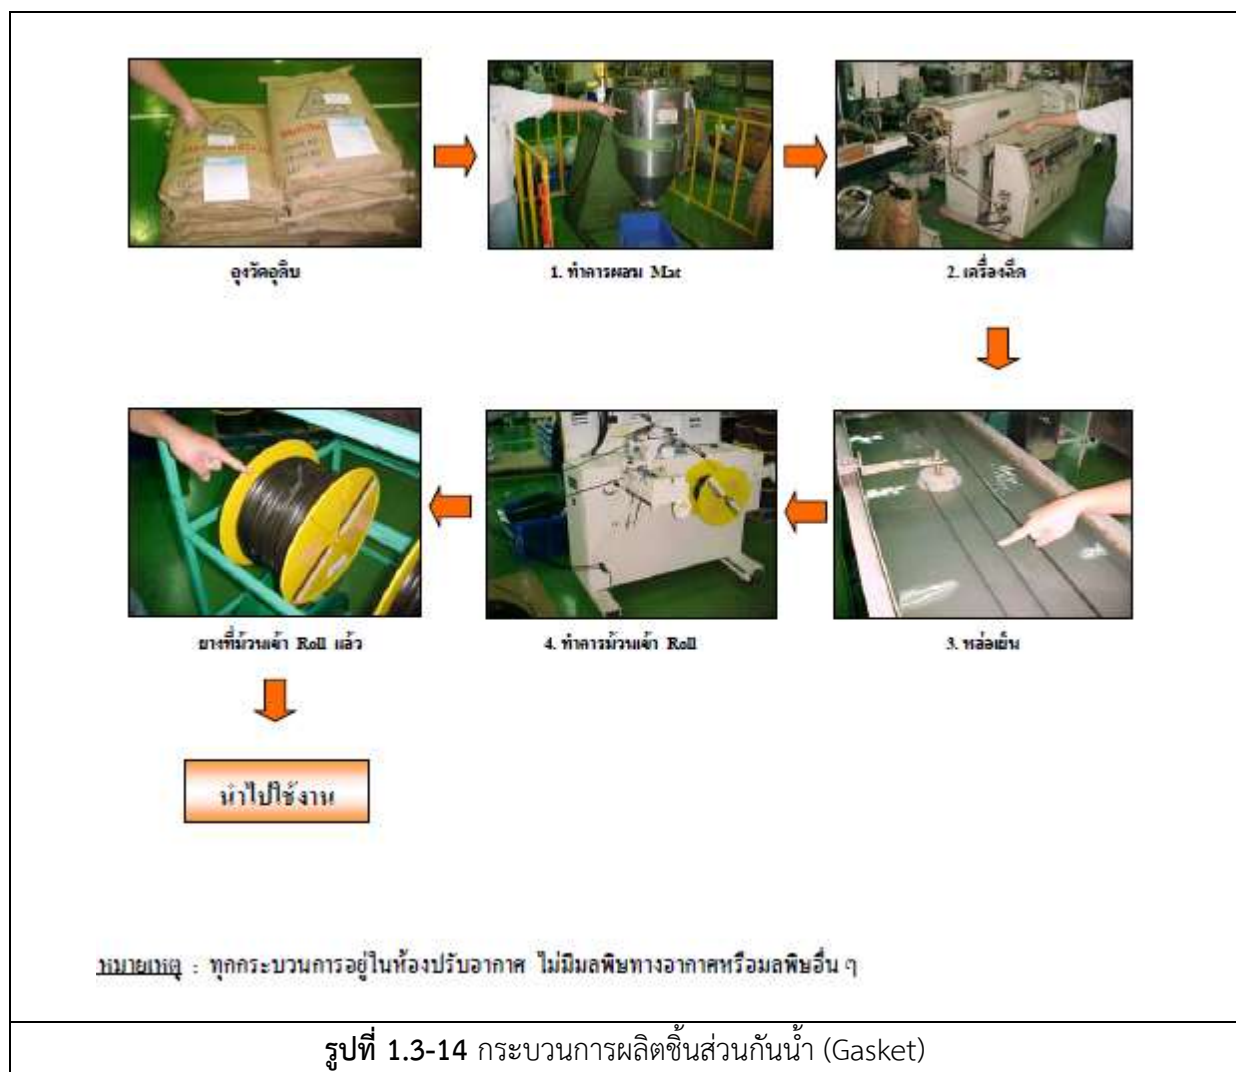 ถุงวัตถุดิบ
1. ทำการผสม Mat
2. เครื่องฉีด
ยางที่ม้วนเข้า Roll แล้ว
4. ทำการม้วนเข้า Roll
3. หล่อเย็น
นำไปใช้งาน
หมายเหตุ : ทุกกระบวนการอยู่ในห้องปรับอากาศ ไม่มีมลพิษทางอากาศหรือมลพิษอื่น ๆ
รูปที่ 1.3-14 กระบวนการผลิตชิ้นส่วนกันน้ำ (Gasket)